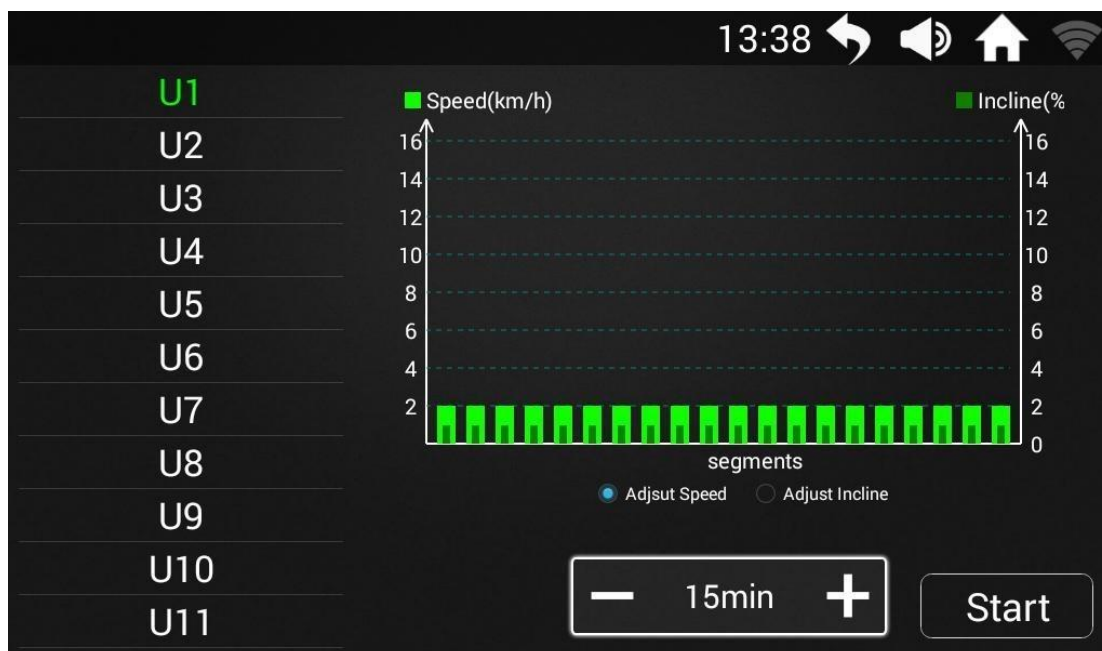 13:38
U1
U2
U3
U4
U5
U6
U7
U8
U9
U10
U11
Speed(km/h)
Incline(%
16
14
12
10
8
6
4
2
16
14
12
10
8
6
4
2
0
segments
Adjsut Speed
Adjust Incline
15min
Start